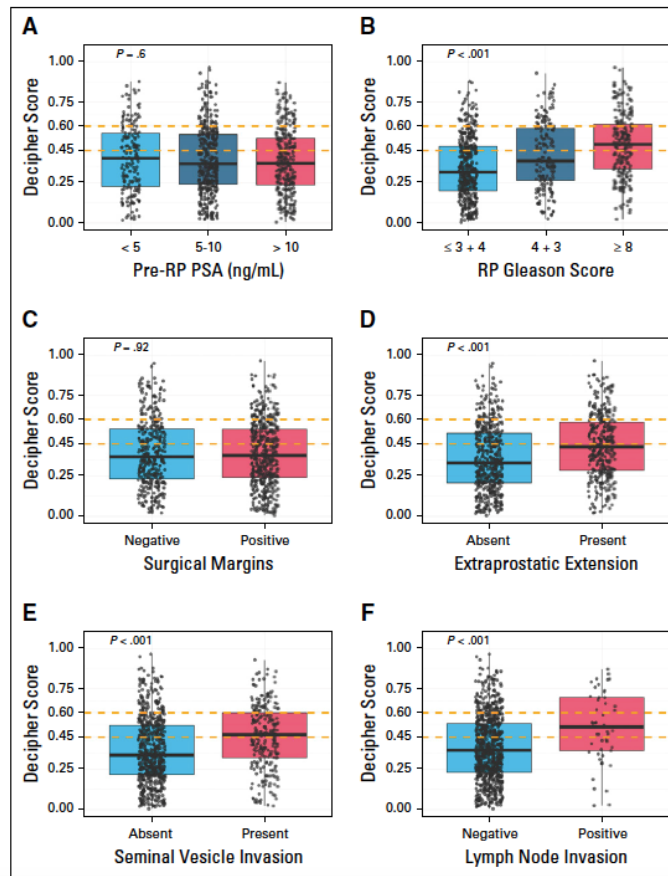 A
P = .6
Decipher Score
1.00
0.75
0.60
0.45
0.25
0.00
< 5
5-10
> 10
Pre-RP PSA (ng/mL)
B
P < .001
Decipher Score
1.00
0.75
0.60
0.45
0.25
0.00
≤ 3 + 4
4 + 3
≥ 8
RP Gleason Score
C
P = .92
Decipher Score
1.00
0.75
0.60
0.45
0.25
0.00
Negative
Positive
Surgical Margins
D
P < .001
Decipher Score
1.00
0.75
0.60
0.45
0.25
0.00
Absent
Present
Extraprostatic Extension
E
P < .001
Decipher Score
1.00
0.75
0.60
0.45
0.25
0.00
Absent
Present
Seminal Vesicle Invasion
F
P < .001
Decipher Score
1.00
0.75
0.60
0.45
0.25
0.00
Negative
Positive
Lymph Node Invasion